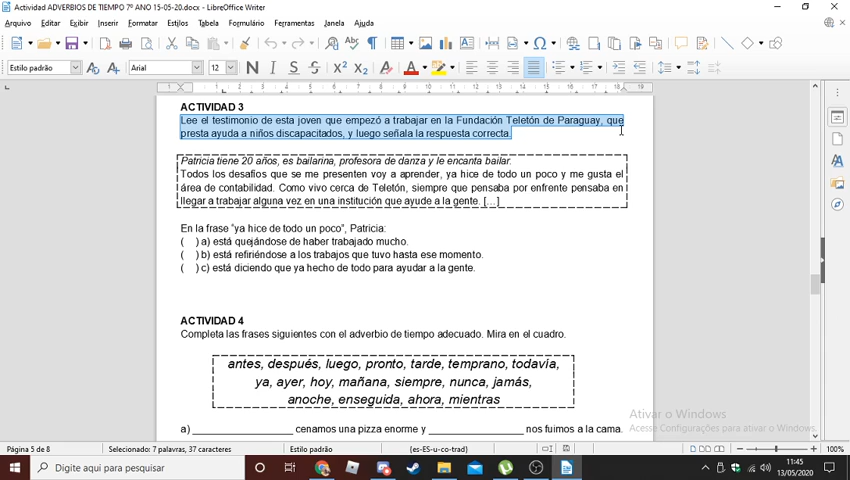 Actividad ADVERBIOS DE TIEMPO 7º ANO 15-05-20.docx - LibreOffice Writer
Arquivo Editar Exibir Inserir Formatar Estilos Tabela Formulário Ferramentas Janela Ajuda
Estilo padrão Arial 12 N I S S X² X₂
ACTIVIDAD 3
Lee el testimonio de esta joven que empezó a trabajar en la Fundación Teletón de Paraguay, que
presta ayuda a niños discapacitados, y luego señala la respuesta correcta.
Patricia tiene 20 años, es bailarina, profesora de danza y le encanta bailar.
Todos los desafíos que se me presenten voy a aprender, ya hice de todo un poco y me gusta el
área de contabilidad. Como vivo cerca de Teletón, siempre que pensaba por enfrente pensaba en
llegar a trabajar alguna vez en una institución que ayude a la gente. [...]
En la frase "ya hice de todo un poco", Patricia:
( ) a) está quejándose de haber trabajado mucho.
( ) b) está refiriéndose a los trabajos que tuvo hasta ese momento.
( ) c) está diciendo que ya hecho de todo para ayudar a la gente.
ACTIVIDAD 4
Completa las frases siguientes con el adverbio de tiempo adecuado. Mira en el cuadro.
antes, después, luego, pronto, tarde, temprano, todavía,
ya, ayer, hoy, mañana, siempre, nunca, jamás,
anoche, enseguida, ahora, mientras
a) ____________________ cenamos una pizza enorme y __________________ nos fuimos a la cama.
Ativar o Windows
Acesse Configurações para ativar o Windows.
Página 5 de 8 Selecionado: 7 palavras, 37 caracteres Estilo padrão {es-ES-u-co-trad} 100%
Digite aqui para pesquisar
11:45
13/05/2020